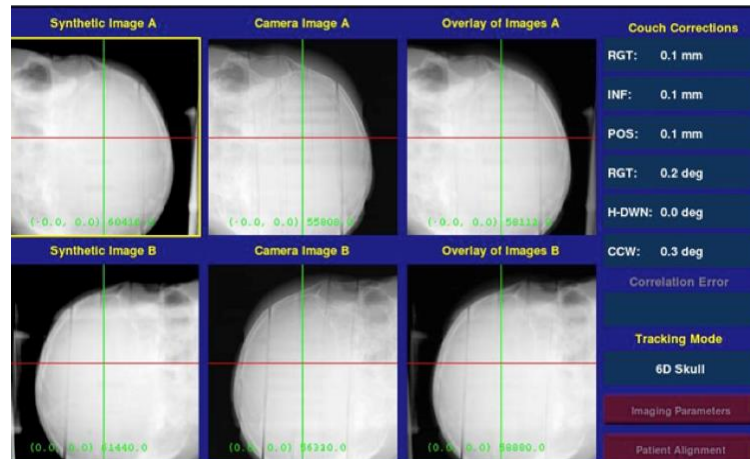 Synthetic Image A
Camera Image A
Overlay of Images A
Couch Corrections
RGT: 0.1 mm
INF: 0.1 mm
POS: 0.1 mm
RGT: 0.2 deg
H-DWN: 0.0 deg
CCW: 0.3 deg
(-0.0, 0.0)
(-0.0, 0.0)
(-0.0, 0.0)
Synthetic Image B
Camera Image B
Overlay of Images B
Correlation Error
Tracking Mode
6D Skull
Imaging Parameters
Patient Alignment
(0.0, 0.0) 61440.0
(0.0, 0.0)
(0.0, 0.0)